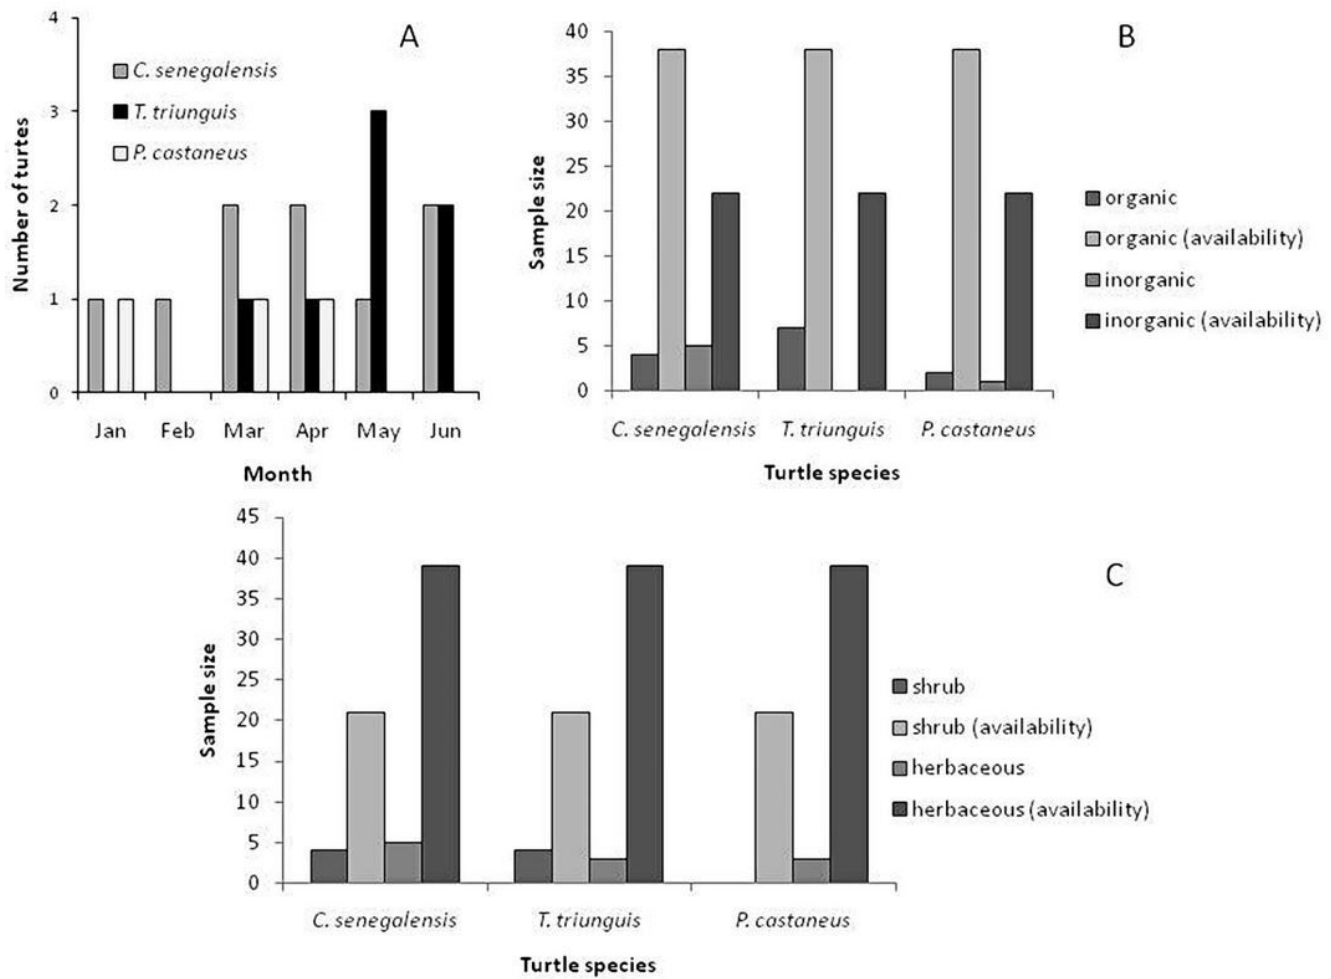 A
4
3
2
1
0
Number of turtes
C. senegalensis
T. triunguis
P. castaneus
Jan Feb Mar Apr May Jun
Month
B
40
35
30
25
20
15
10
5
0
Sample size
organic
organic (availability)
inorganic
inorganic (availability)
C. senegalensis T. triunguis P. castaneus
Turtle species
C
45
40
35
30
25
20
15
10
5
0
Sample size
shrub
shrub (availability)
herbaceous
herbaceous (availability)
C. senegalensis T. triunguis P. castaneus
Turtle species